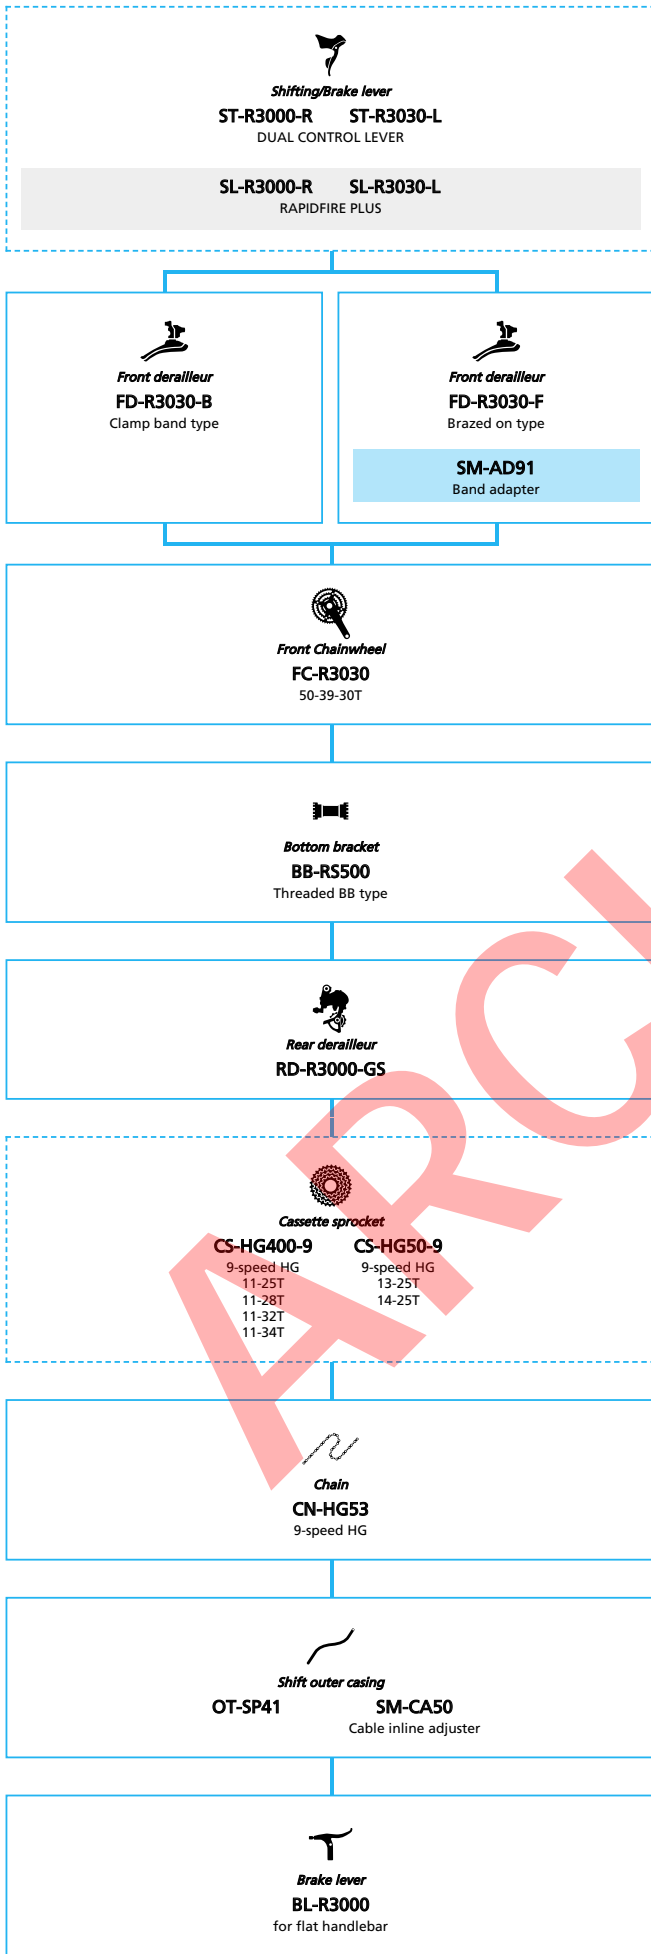 Shifting/Brake lever
ST-R3000-R ST-R3030-L
DUAL CONTROL LEVER
SL-R3000-R SL-R3030-L
RAPIDFIRE PLUS
Front derailleur
FD-R3030-B
Clamp band type
Front derailleur
FD-R3030-F
Brazed on type
SM-AD91
Band adapter
Front Chainwheel
FC-R3030
50-39-30T
Bottom bracket
BB-RS500
Threaded BB type
Rear derailleur
RD-R3000-GS
Cassette sprocket
CS-HG400-9 CS-HG50-9
9-speed HG 9-speed HG
11-25T 13-25T
11-28T 14-25T
11-32T
11-34T
Chain
CN-HG53
9-speed HG
Shift outer casing
OT-SP41 SM-CA50
Cable inline adjuster
Brake lever
BL-R3000
for flat handlebar